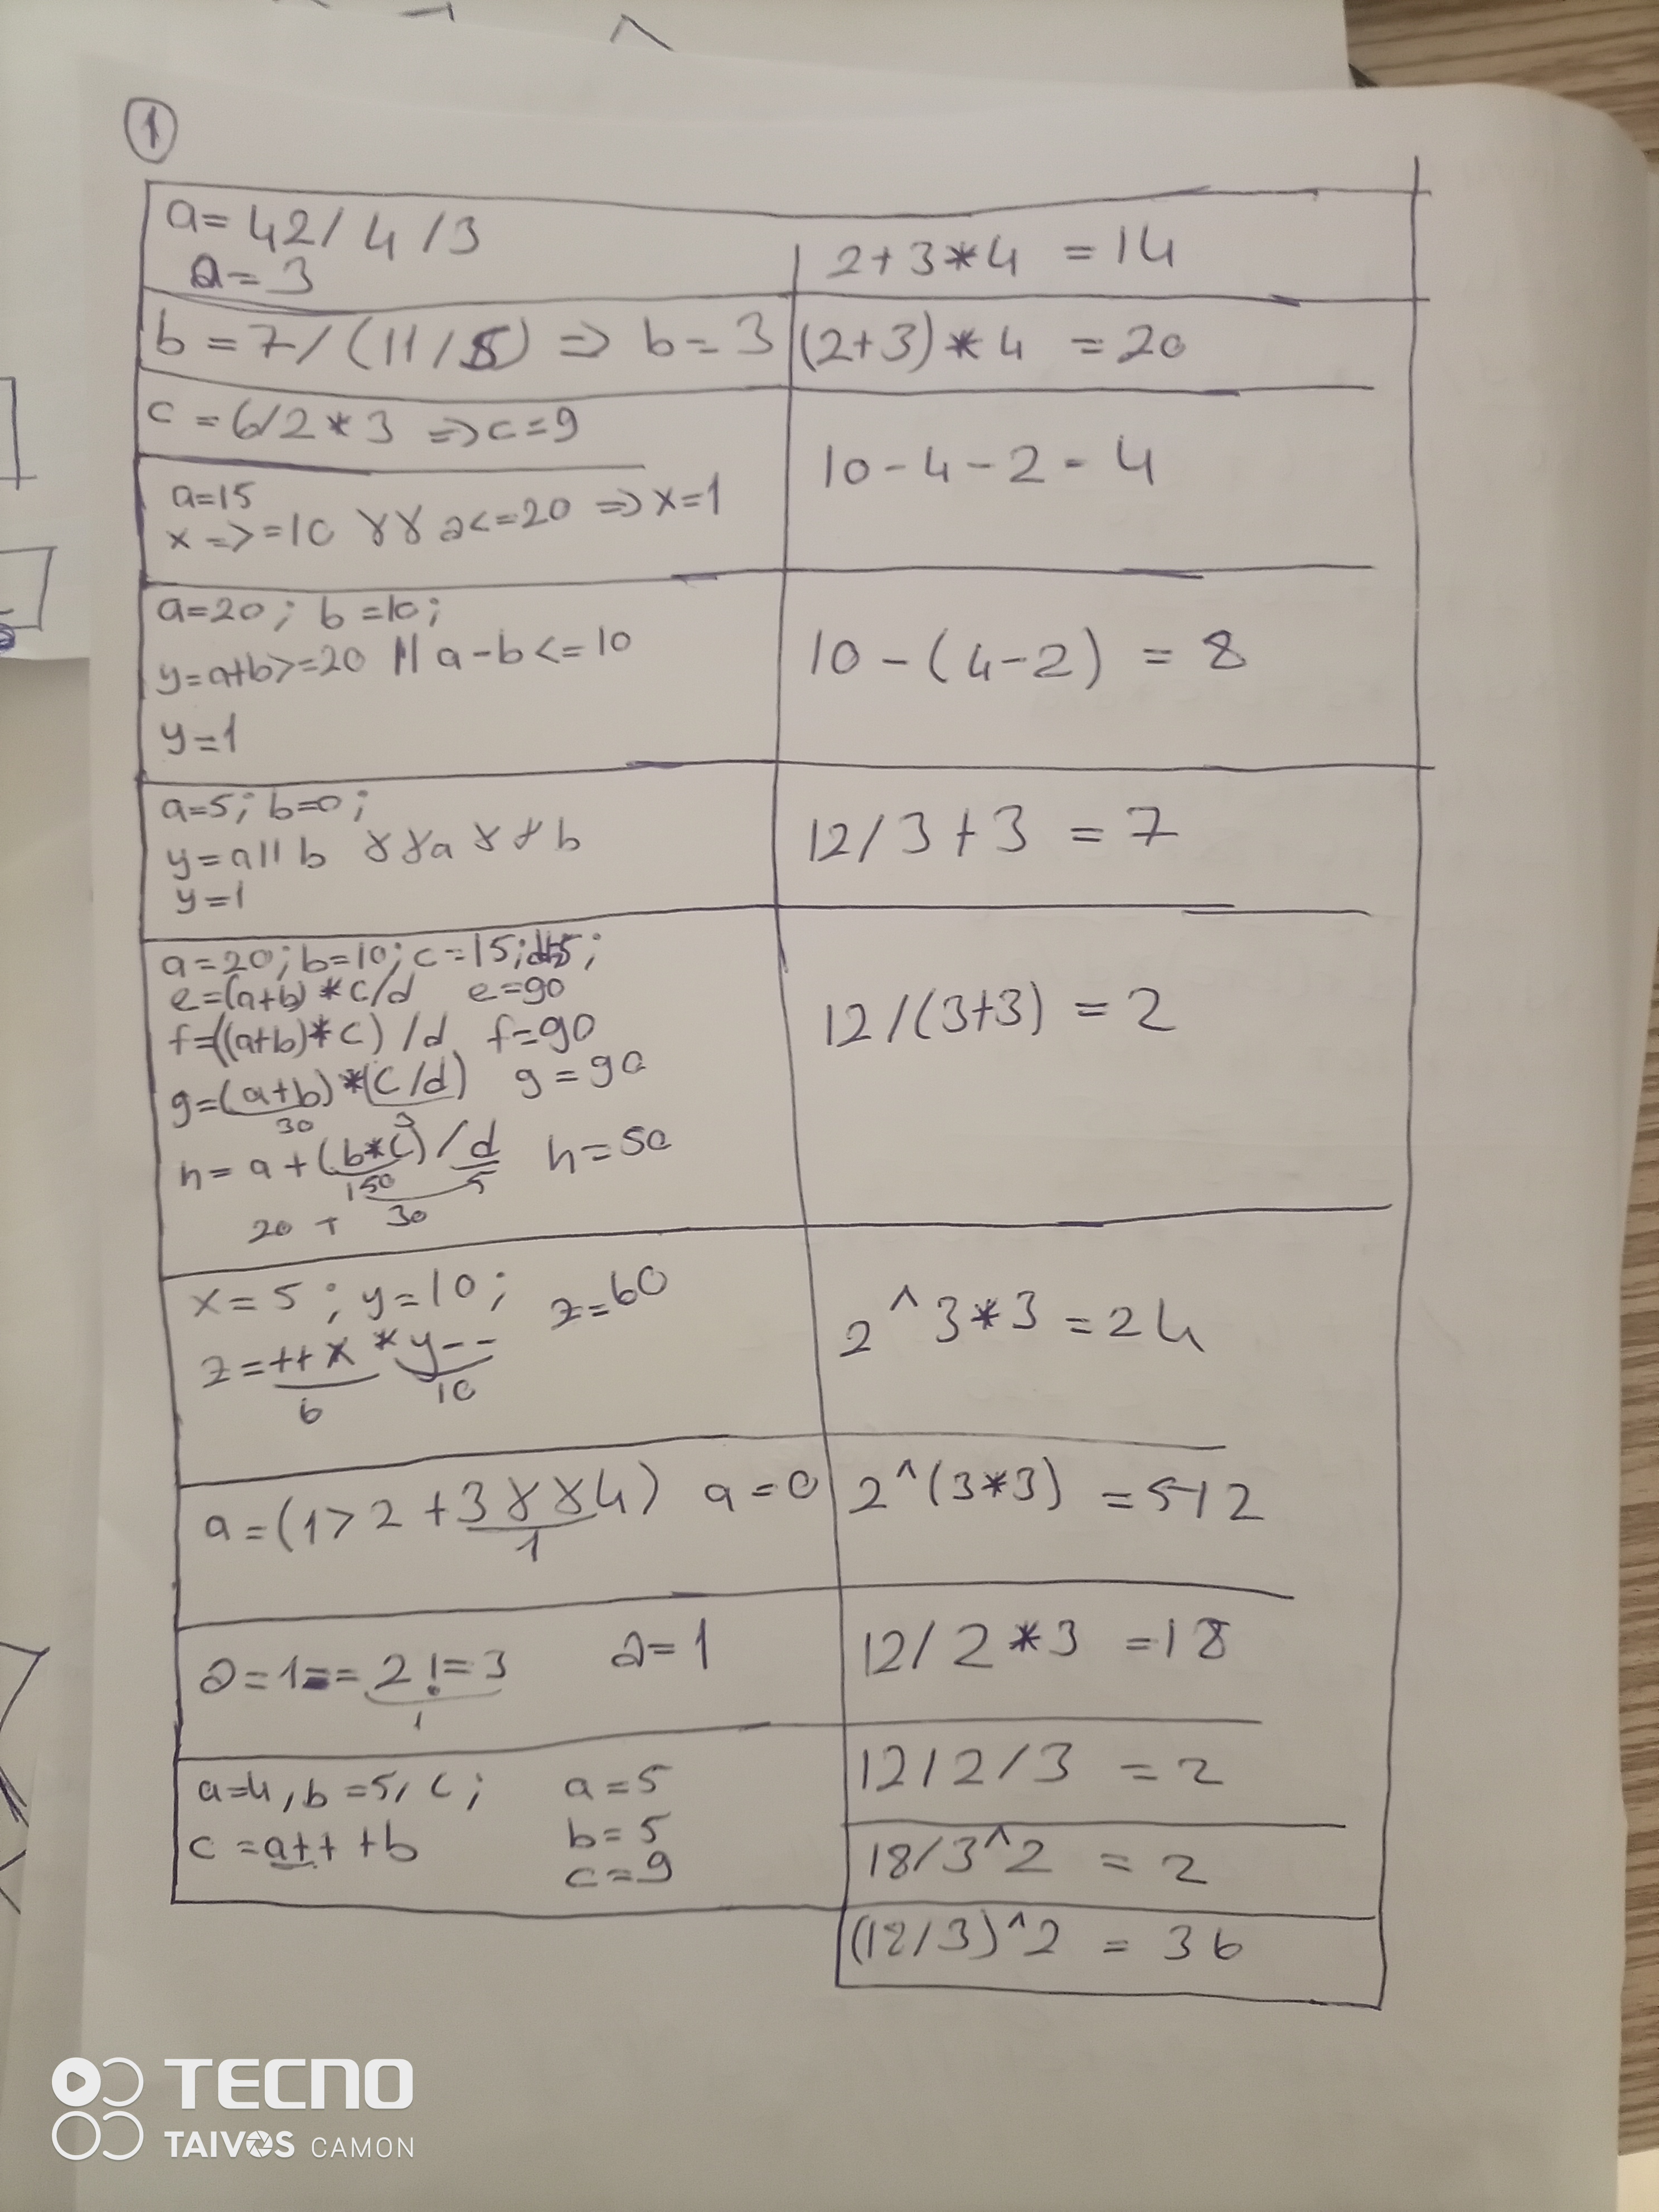 1
a=42/4/3
a=3
b=7/(11/5) => b=3
c=6/2*3 => c=9
a=15
x=>=10 && a<=20 => x=1
a=20; b=10;
y=a+b>=20 || a-b<=10
y=1
a=5; b=0;
y=a||b &&a&&b
y=1
a=20; b=10; c=15; d=5;
e=(a+b)*c/d e=90
f=((a+b)*c)/d f=90
g=(a+b)*(c/d) g=90
30 3
h=a+(b*c)/d h=50
150 5
20 + 30
x=5; y=10; z=60
z=++x*y--
6 10
a=(1>2+3&&4) a=0
1
a=1==2!=3 a=1
1
a=4, b=5, c; a=5
c=a++ +b b=5
c=9
2+3*4 =14
(2+3)*4 =20
10-4-2-4
10-(4-2) =8
12/3+3 =7
12/(3+3) =2
2^3*3=24
2^(3*3) =512
12/2*3 =18
12/2/3 =2
18/3^2 =2
(12/3)^2 = 36
TECNO
TAIVOS CAMON